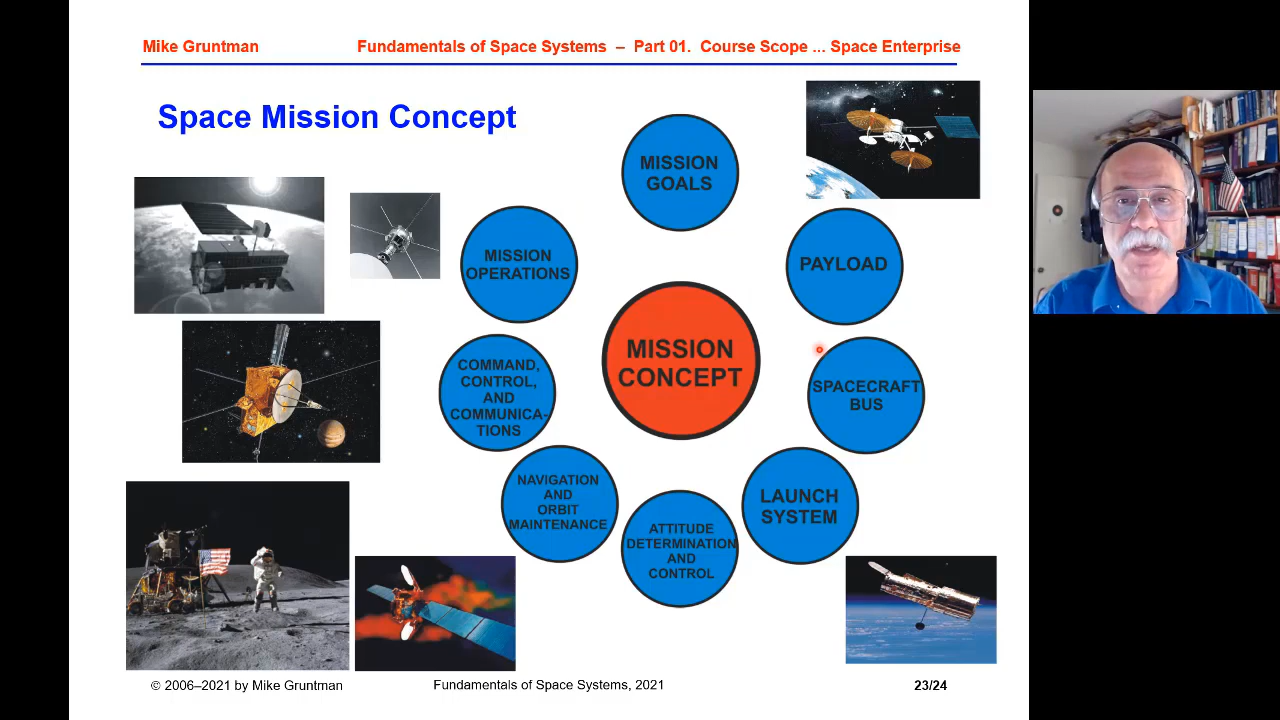 Mike Gruntman
Fundamentals of Space Systems – Part 01. Course Scope ... Space Enterprise
Space Mission Concept
MISSION
GOALS
PAYLOAD
SPACECRAFT
BUS
LAUNCH
SYSTEM
ATTITUDE
DETERMINATION
AND
CONTROL
NAVIGATION
AND
ORBIT
MAINTENANCE
COMMAND,
CONTROL,
AND
COMMUNICA-
TIONS
MISSION
OPERATIONS
MISSION
CONCEPT
© 2006–2021 by Mike Gruntman
Fundamentals of Space Systems, 2021
23/24